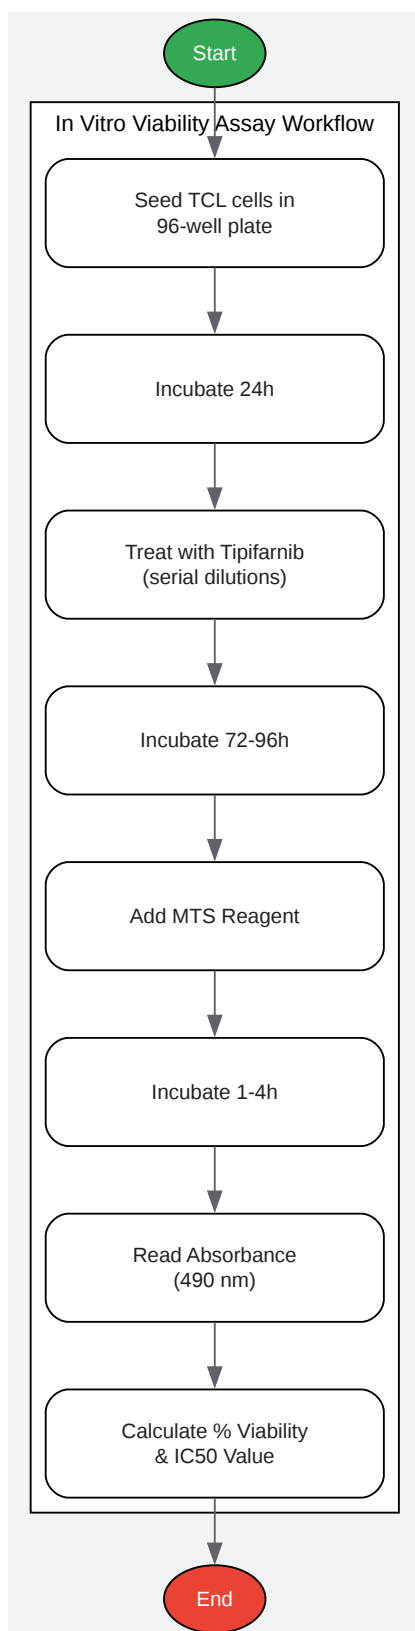 Start
In Vitro Viability Assay Workflow
Seed TCL cells in
96-well plate
Incubate 24h
Treat with Tipifarnib
(serial dilutions)
Incubate 72-96h
Add MTS Reagent
Incubate 1-4h
Read Absorbance
(490 nm)
Calculate % Viability
& IC50 Value
End